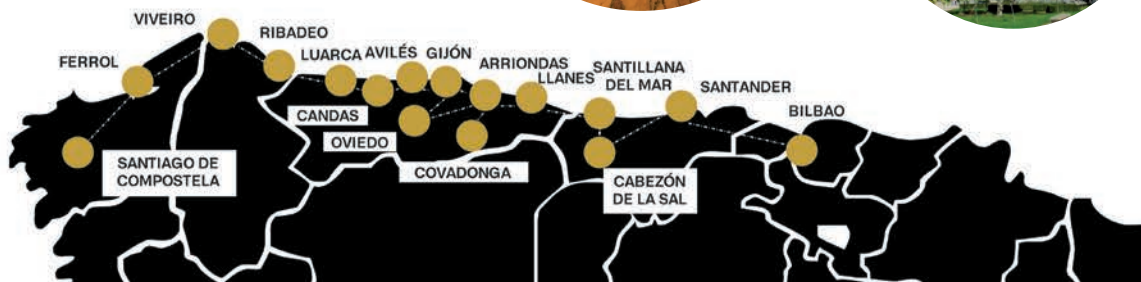 VIVEIRO
RIBADEO
FERROL
LUARCA
AVILÉS
GIJÓN
ARRIONDAS
LLANES
SANTILLANA
DEL MAR
SANTANDER
BILBAO
CANDAS
OVIEDO
COVADONGA
SANTIAGO DE
COMPOSTELA
CABEZÓN
DE LA SAL